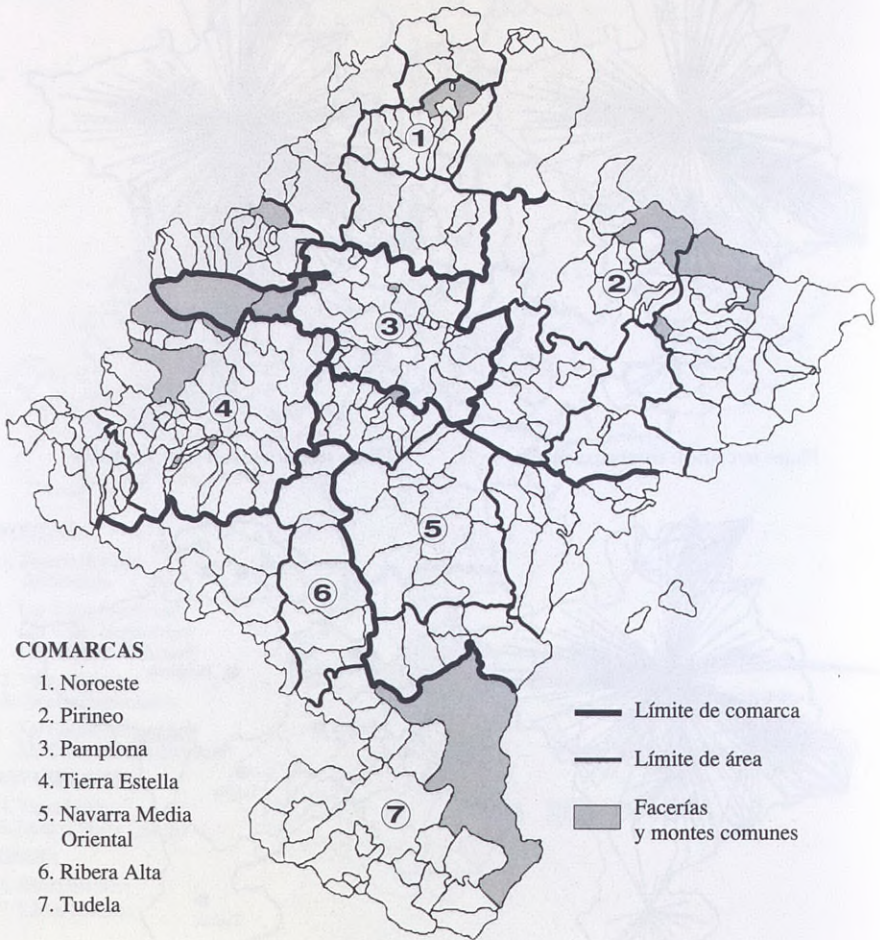 1
2
3
4
5
6
7
COMARCAS
1. Noroeste
2. Pirineo
3. Pamplona
4. Tierra Estella
5. Navarra Media
Oriental
6. Ribera Alta
7. Tudela
Límite de comarca
Límite de área
Facerías
y montes comunes